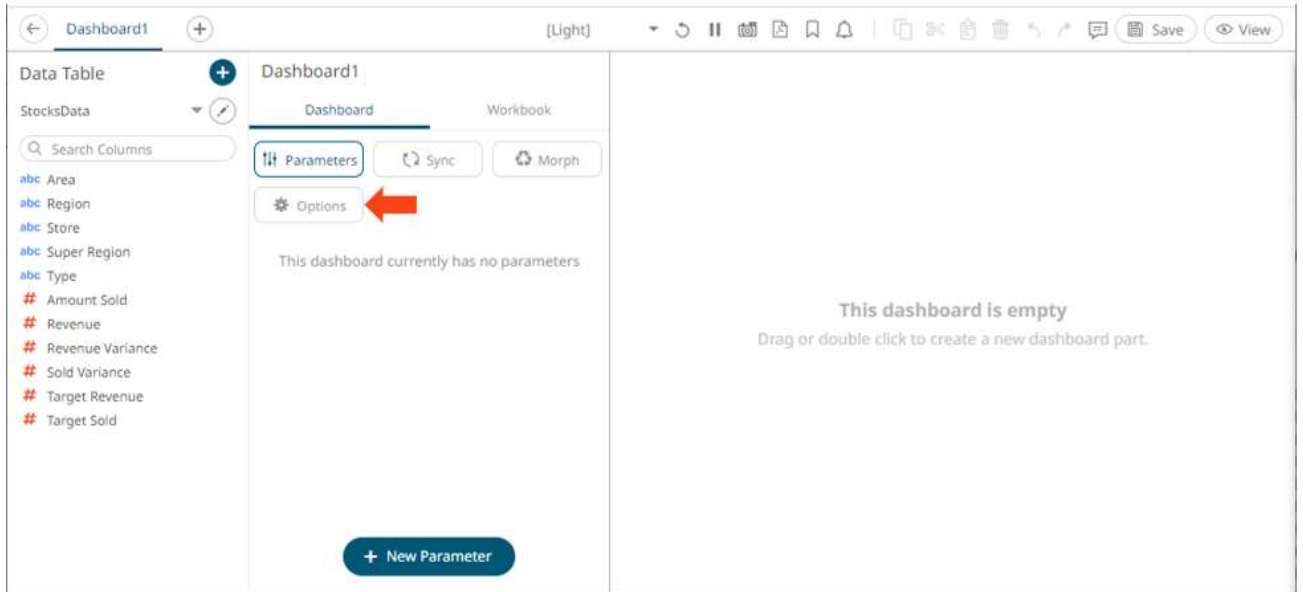 Dashboard1
[Light]
Save
View
Data Table
StocksData
Search Columns
abc Area
abc Region
abc Store
abc Super Region
abc Type
# Amount Sold
# Revenue
# Revenue Variance
# Sold Variance
# Target Revenue
# Target Sold
Dashboard1
Dashboard
Workbook
Parameters
Sync
Morph
Options
This dashboard currently has no parameters
+ New Parameter
This dashboard is empty
Drag or double click to create a new dashboard part.